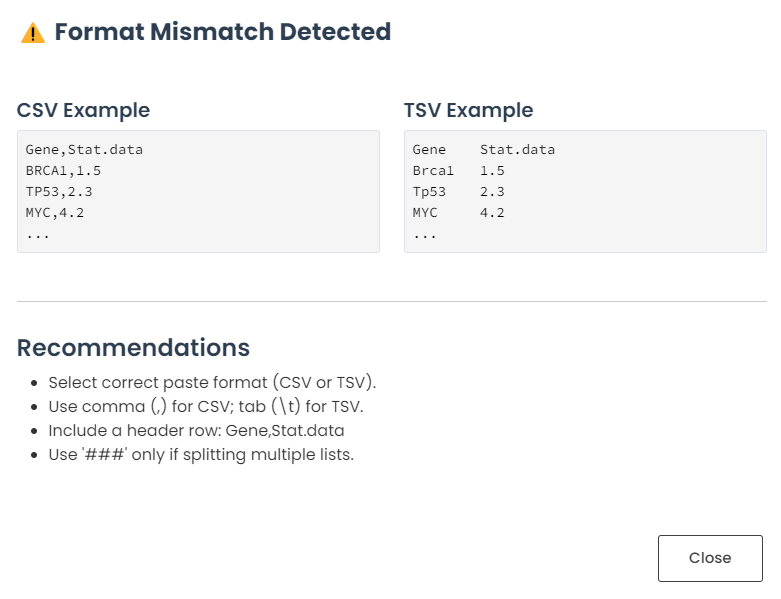 ⚠ Format Mismatch Detected
CSV Example
Gene,Stat.data
BRCA1,1.5
TP53,2.3
MYC,4.2
...
TSV Example
Gene    Stat.data
Brca1   1.5
Tp53    2.3
MYC     4.2
...
Recommendations
• Select correct paste format (CSV or TSV).
• Use comma (,) for CSV; tab (\t) for TSV.
• Include a header row: Gene,Stat.data
• Use '###' only if splitting multiple lists.
Close